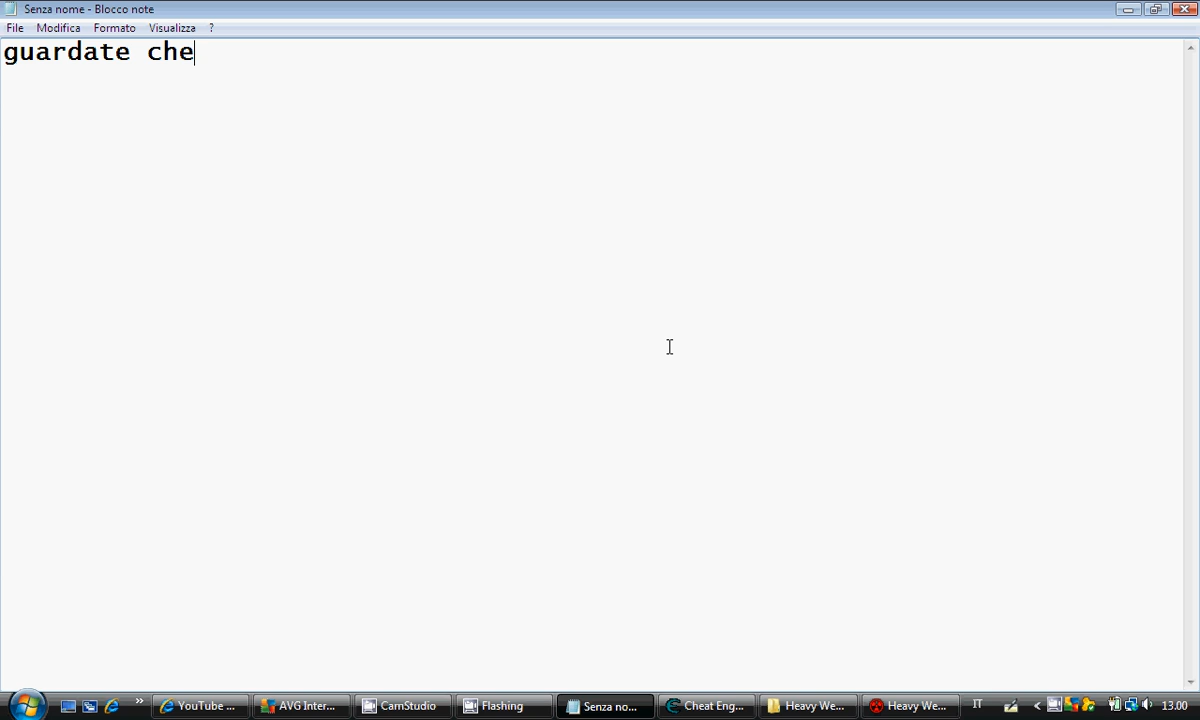 Senza nome - Blocco note
File Modifica Formato Visualizza ?
guardate che
YouTube ... AVG Inter... CamStudio Flashing Senza no... Cheat Eng... Heavy We... Heavy We... IT 13.00